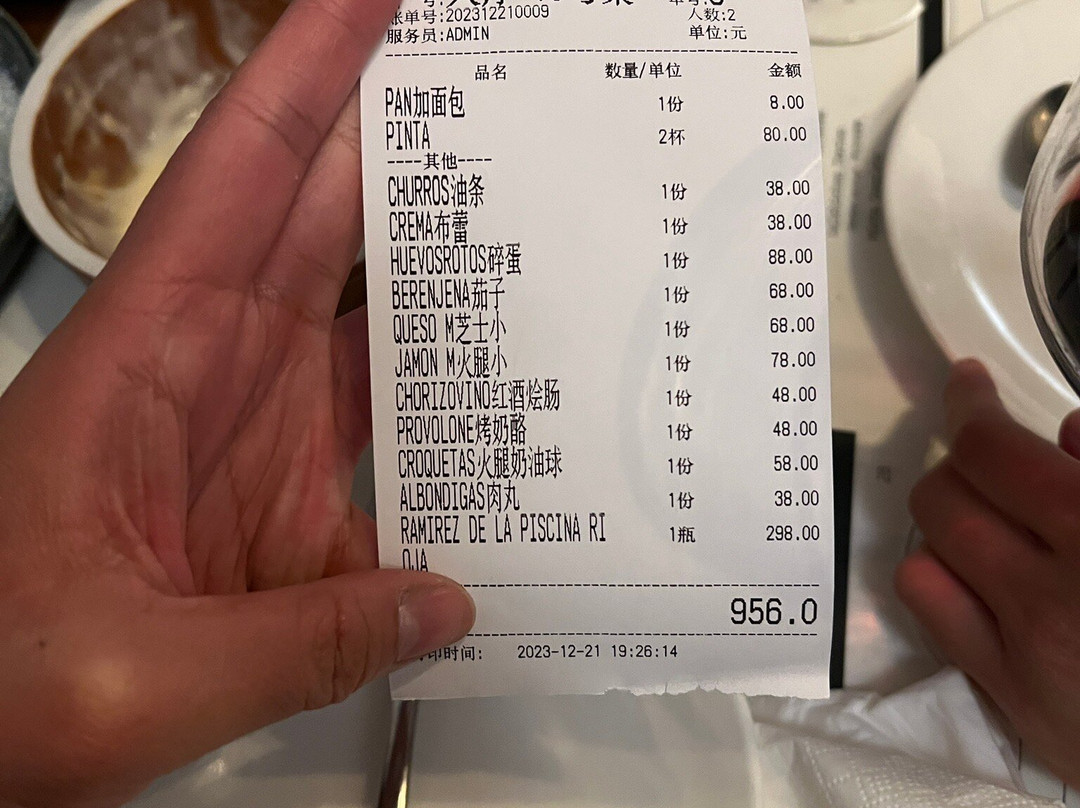 账单号:202312210009 人数:2
服务员:ADMIN 单位:元
品名 数量/单位 金额
PAN加面包 1份 8.00
PINTA 2杯 80.00
----其他----
CHURROS油条 1份 38.00
CREMA布蕾 1份 38.00
HUEVOSROTOS碎蛋 1份 88.00
BERENJENA茄子 1份 68.00
QUESO M芝士小 1份 68.00
JAMON M火腿小 1份 78.00
CHORIZOVINO红酒烩肠 1份 48.00
PROVOLONE烤奶酪 1份 48.00
CROQUETAS火腿奶油球 1份 58.00
ALBONDIGAS肉丸 1份 38.00
RAMIREZ DE LA PISCINA RI 1瓶 298.00
OJA
956.0
印时间: 2023-12-21 19:26:14